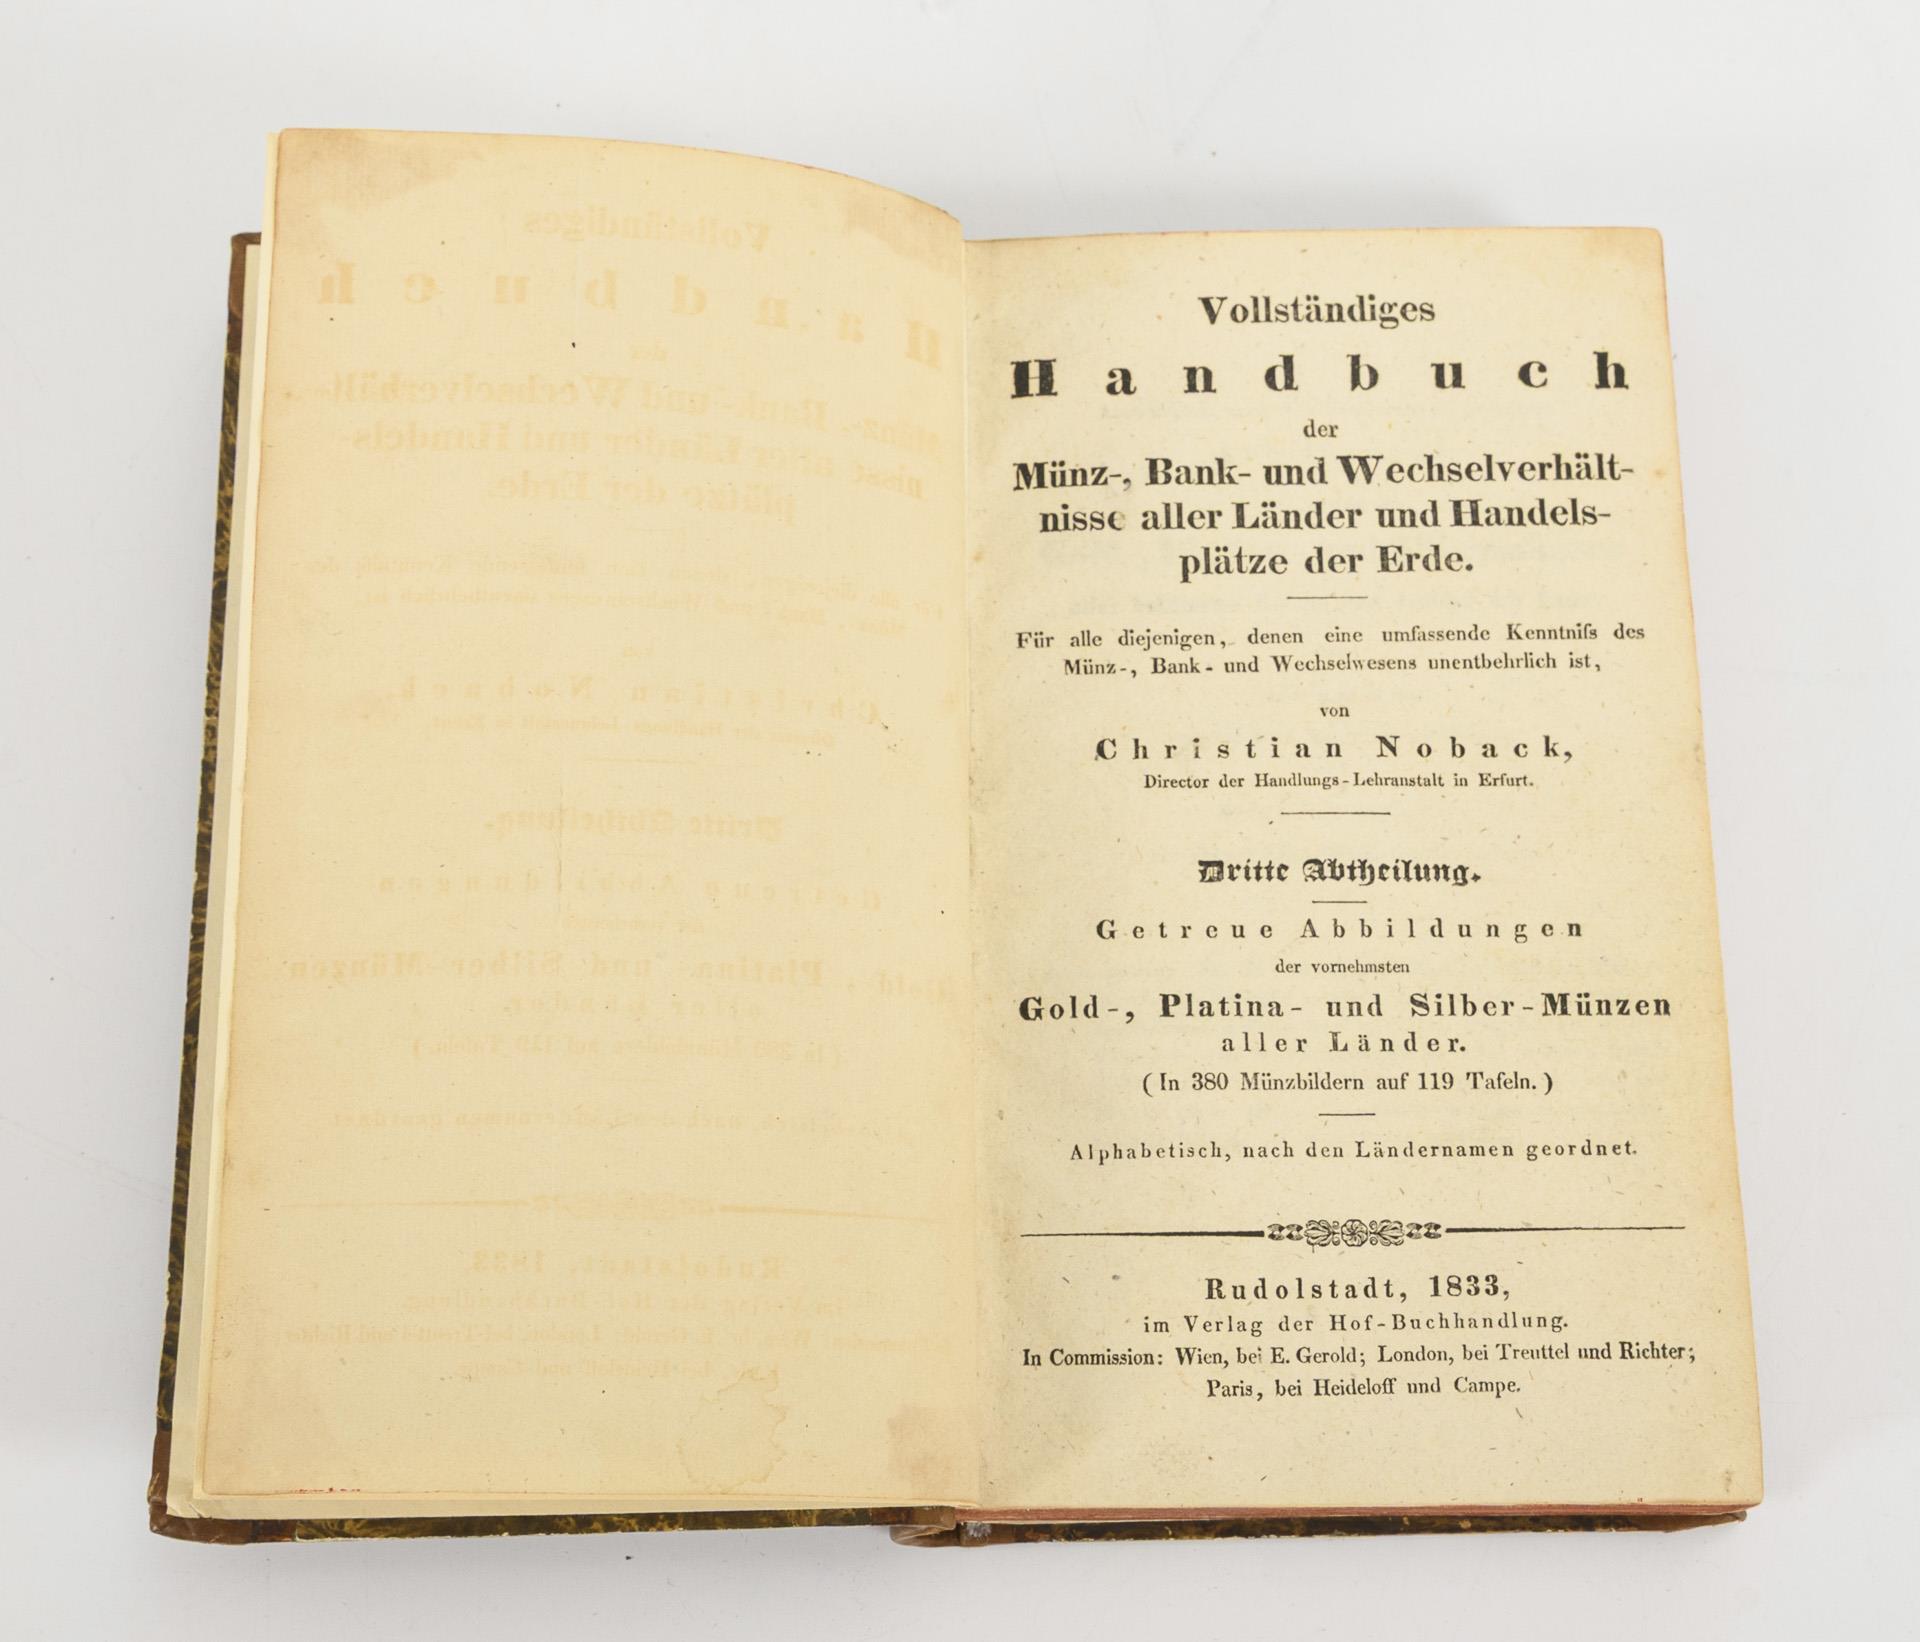 Vollständiges
Handbuch
der
Münz-, Bank- und Wechselverhält-
nisse aller Länder und Handels-
plätze der Erde.
Für alle diejenigen, denen eine umfassende Kenntniſs des
Münz-, Bank- und Wechselwesens unentbehrlich ist,
von
Christian Noback,
Director der Handlungs-Lehranstalt in Erfurt.
Dritte Abtheilung.
Getreue Abbildungen
der vornehmsten
Gold-, Platina- und Silber-Münzen
aller Länder.
(In 380 Münzbildern auf 119 Tafeln.)
Alphabetisch, nach den Ländernamen geordnet.
Rudolstadt, 1833,
im Verlag der Hof-Buchhandlung.
In Commission: Wien, bei E. Gerold; London, bei Treuttel und Richter;
Paris, bei Heideloff und Campe.